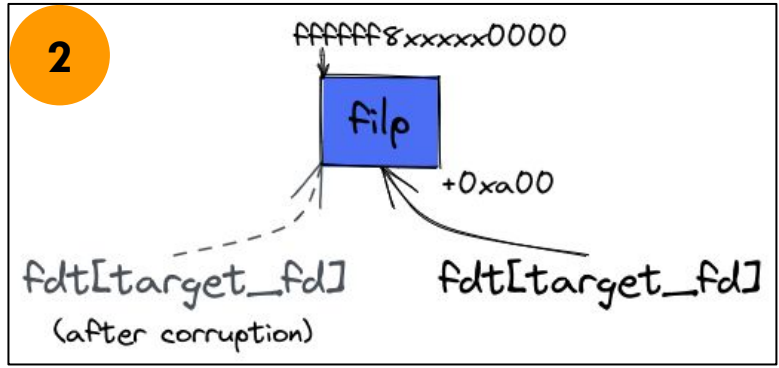 2
ffffff8xxxxx0000
filp
+0xa00
fdt[target_fd]
(after corruption)
fdt[target_fd]